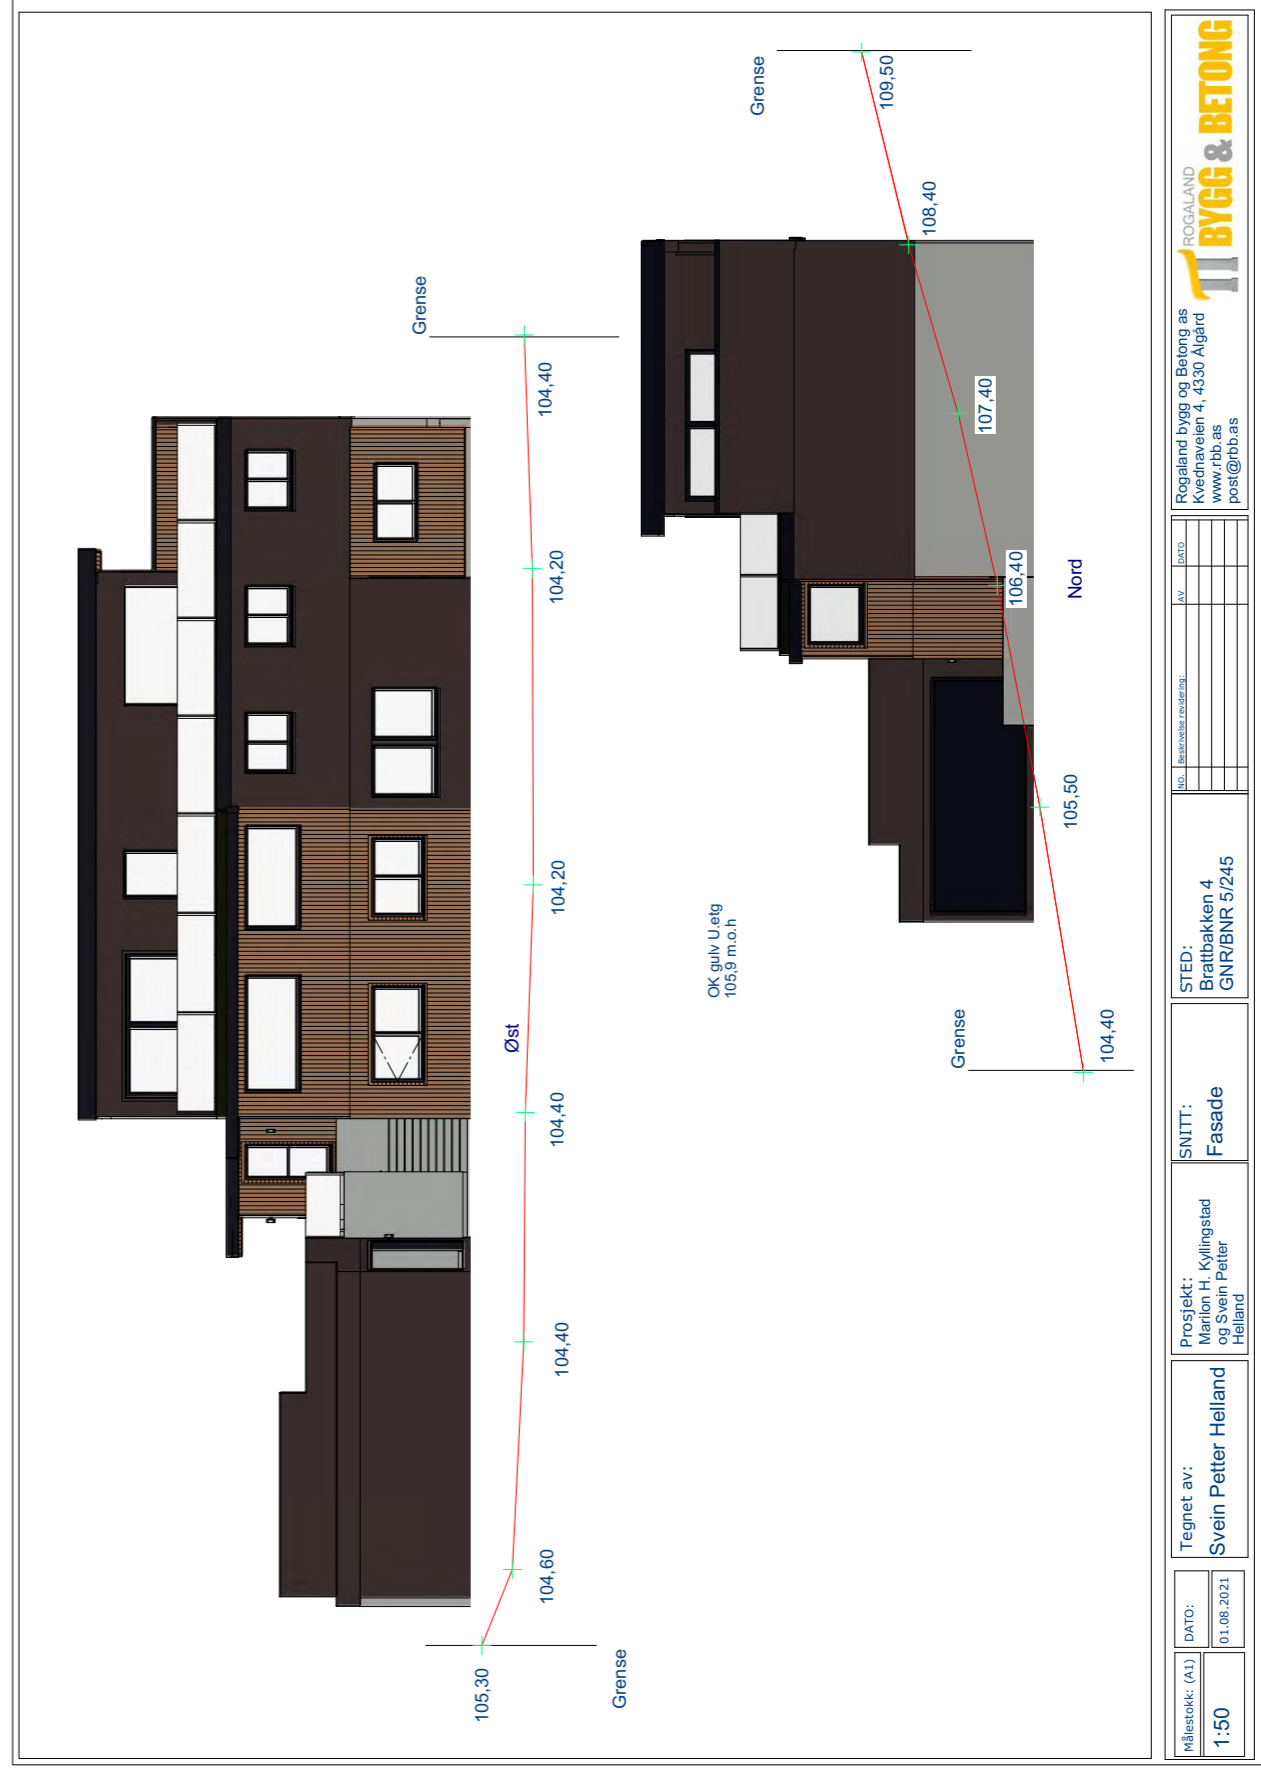 105,30
Grense
104,60
104,40
104,40
Øst
104,20
104,20
104,40
Grense
OK gulv U.etg
105,9 m.o.h
Grense
104,40
105,50
106,40
Nord
107,40
108,40
109,50
Grense
Målestokk: (A1)
1:50
DATO:
01.08.2021
Tegnet av:
Svein Petter Helland
Prosjekt:
Marilon H. Kyllingstad
og Svein Petter
Helland
SNITT:
Fasade
STED:
Brattbakken 4
GNR/BNR 5/245
NO. Beskrivelse revidering: AV DATO
Rogaland bygg og Betong as
Kvednaveien 4, 4330 Ålgård
www.rbb.as
post@rbb.as
ROGALAND
BYGG & BETONG